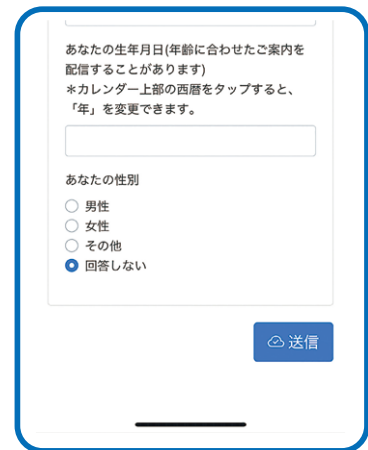 あなたの生年月日(年齢に合わせたご案内を
配信することがあります)
＊カレンダー上部の西暦をタップすると、
「年」を変更できます。
あなたの性別
男性
女性
その他
回答しない
送信